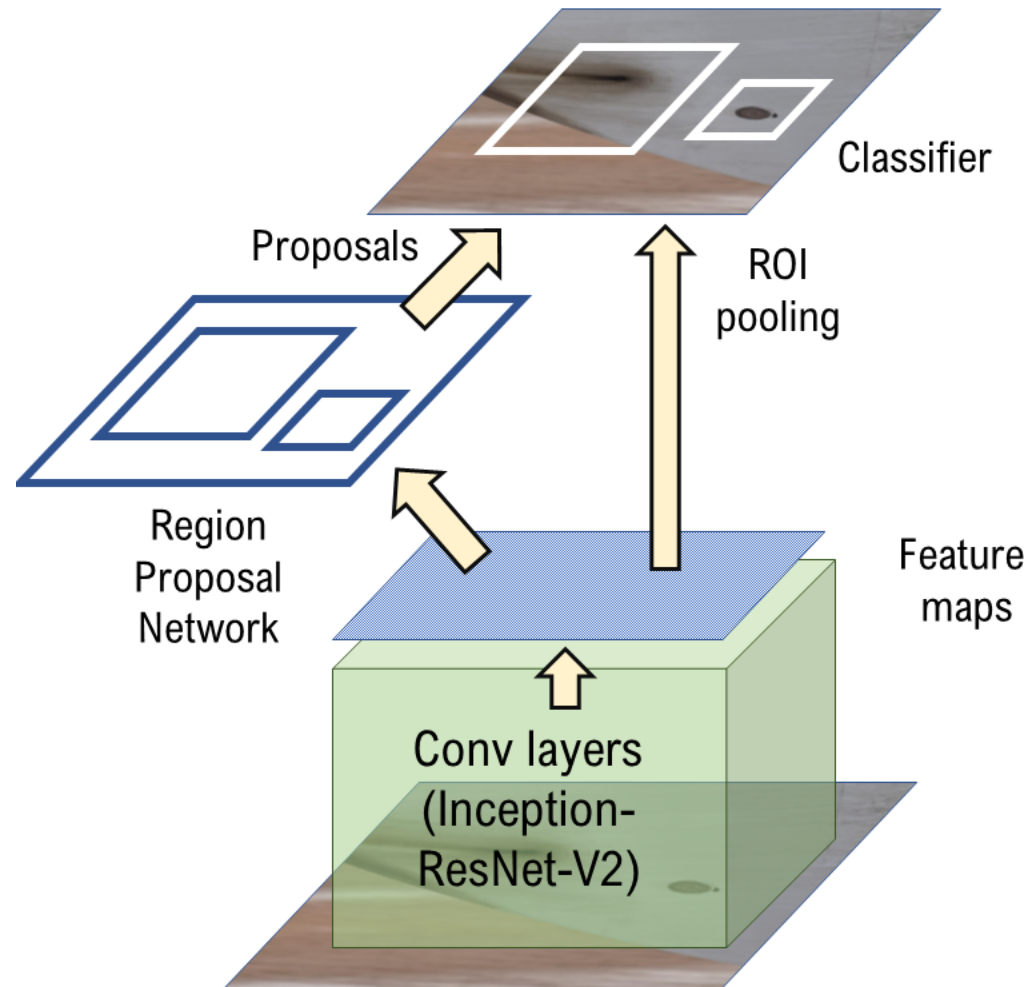 Classifier
Proposals
ROI
pooling
Region
Proposal
Network
Feature
maps
Conv layers
(Inception-
ResNet-V2)